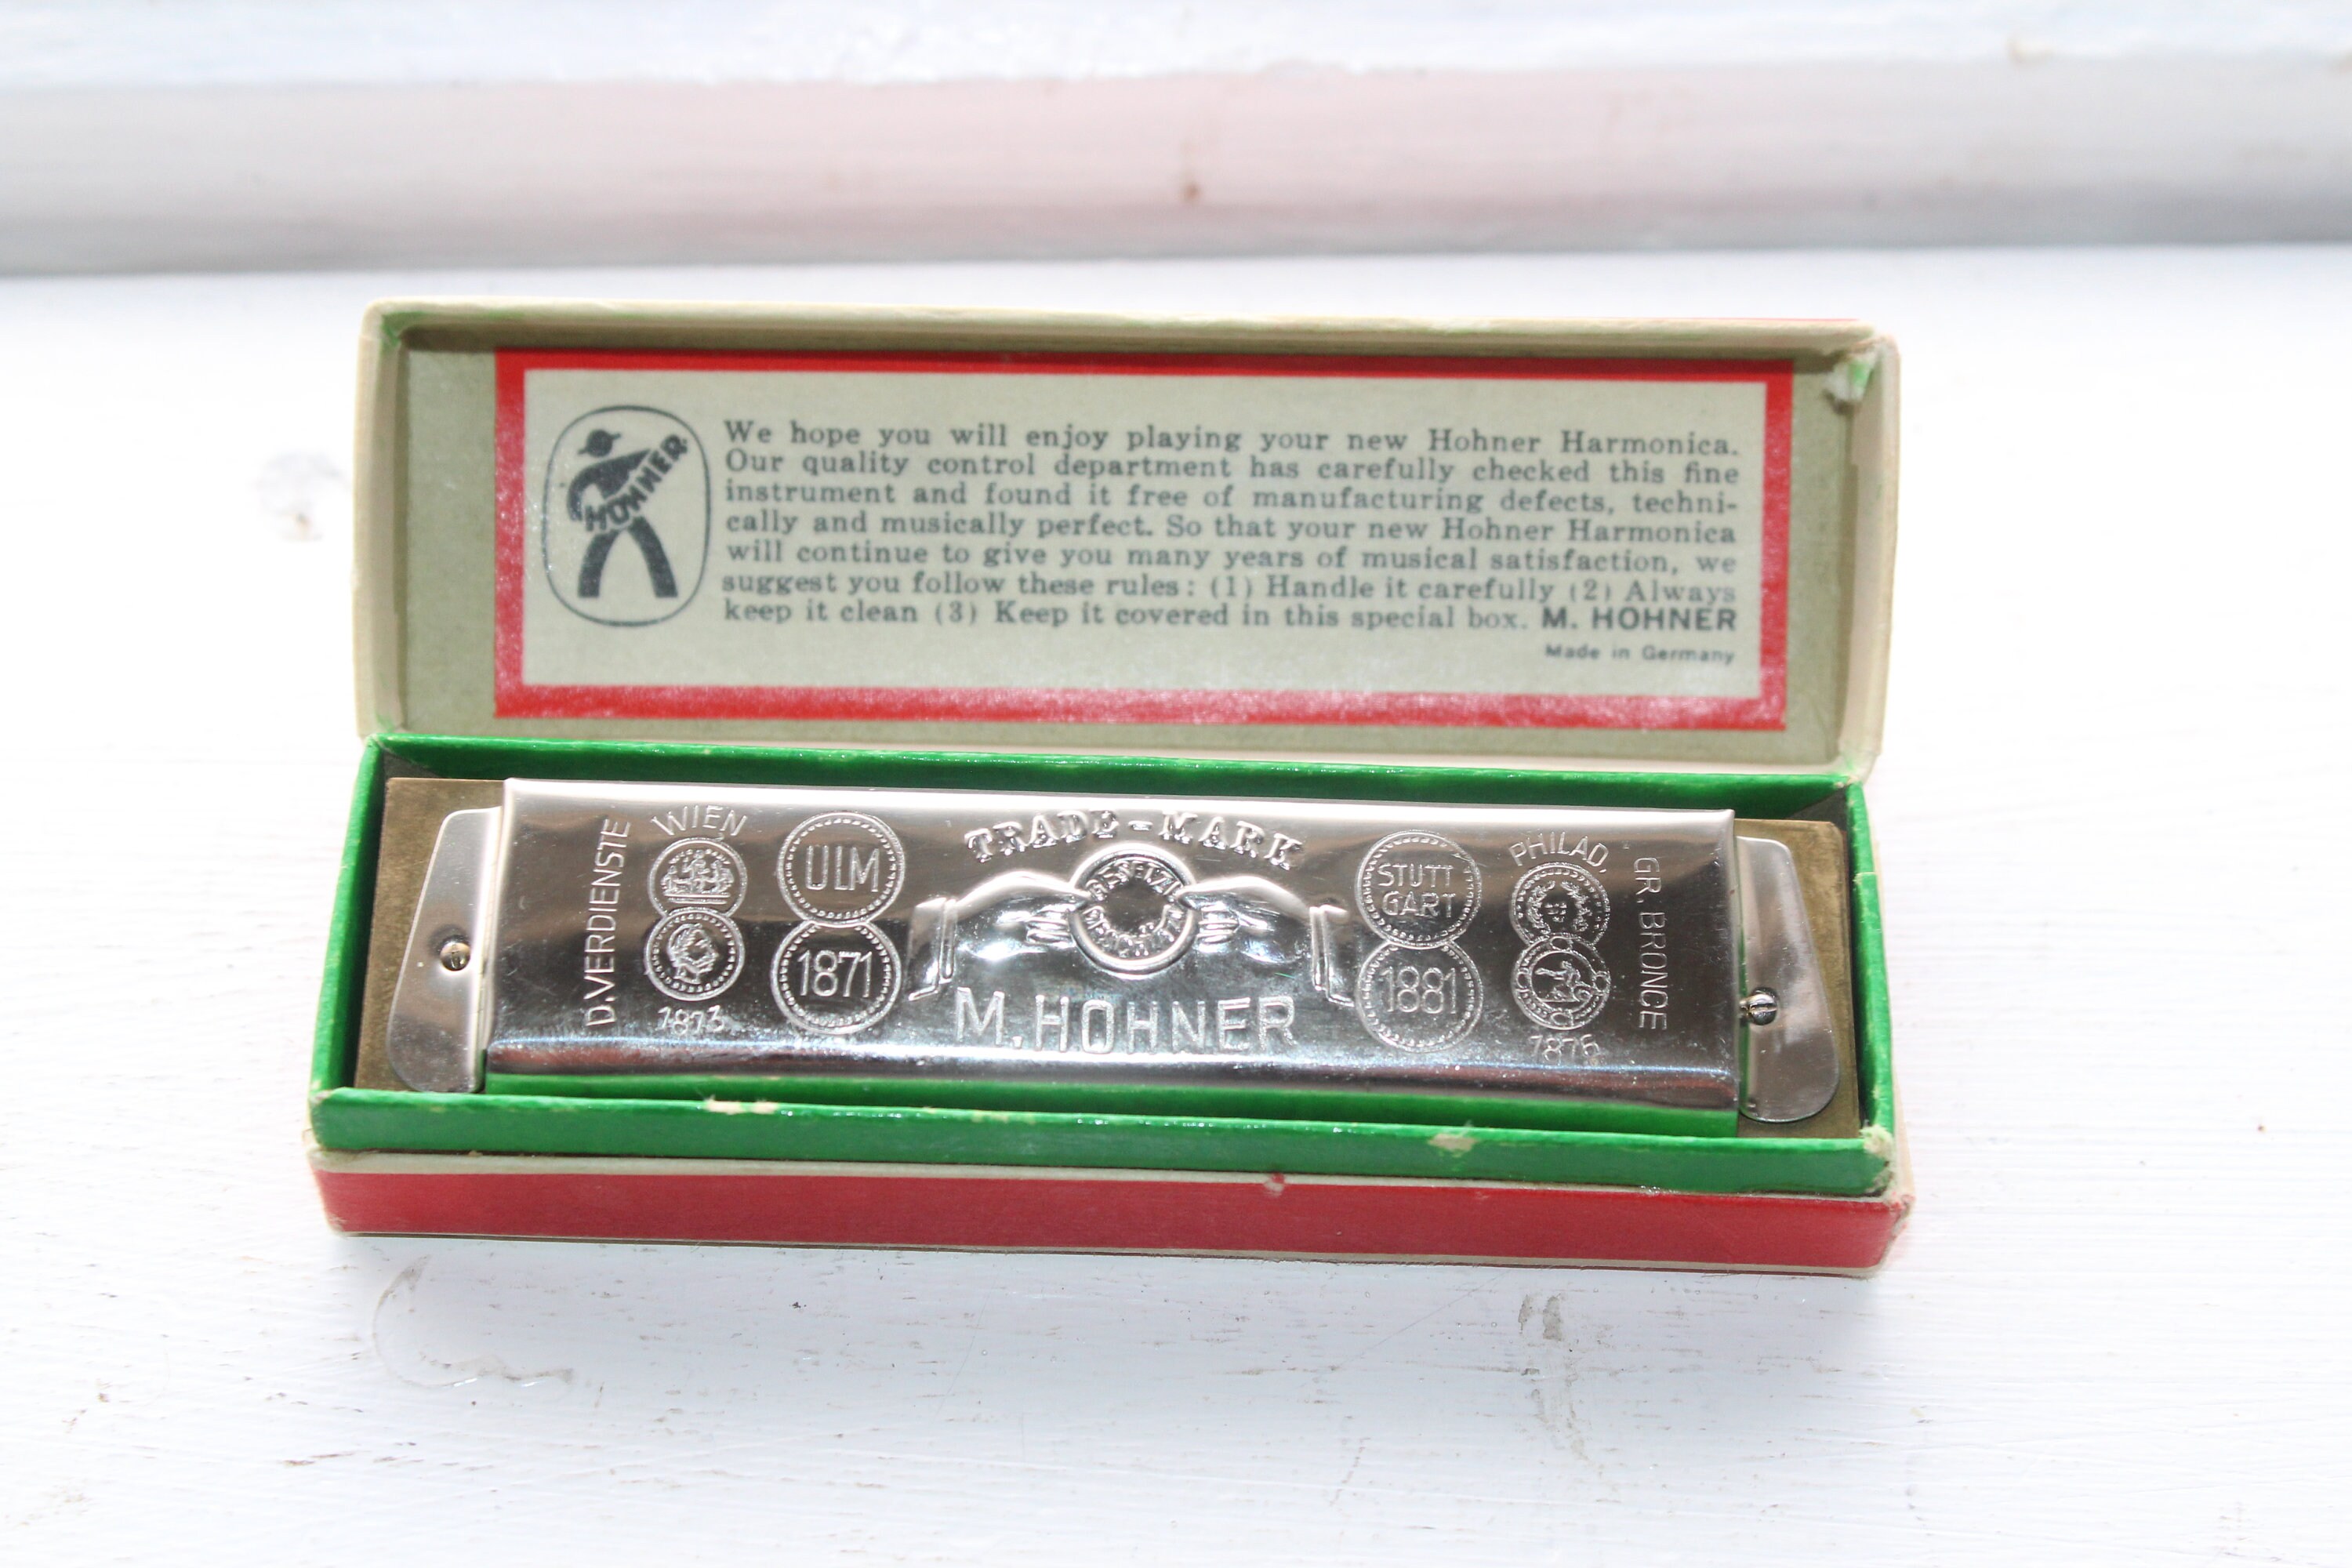 HOHNER
We hope you will enjoy playing your new Hohner Harmonica.
Our quality control department has carefully checked this fine
instrument and found it free of manufacturing defects, techni-
cally and musically perfect. So that your new Hohner Harmonica
will continue to give you many years of musical satisfaction, we
suggest you follow these rules: (1) Handle it carefully (2) Always
keep it clean (3) Keep it covered in this special box. M. HOHNER
Made in Germany
D.VERDIENSTE
WIEN
1873
ULM
1871
TRADE-MARK
M.HOHNER
STUTT
GART
1881
PHILAD.
1876
GR. BRONCE